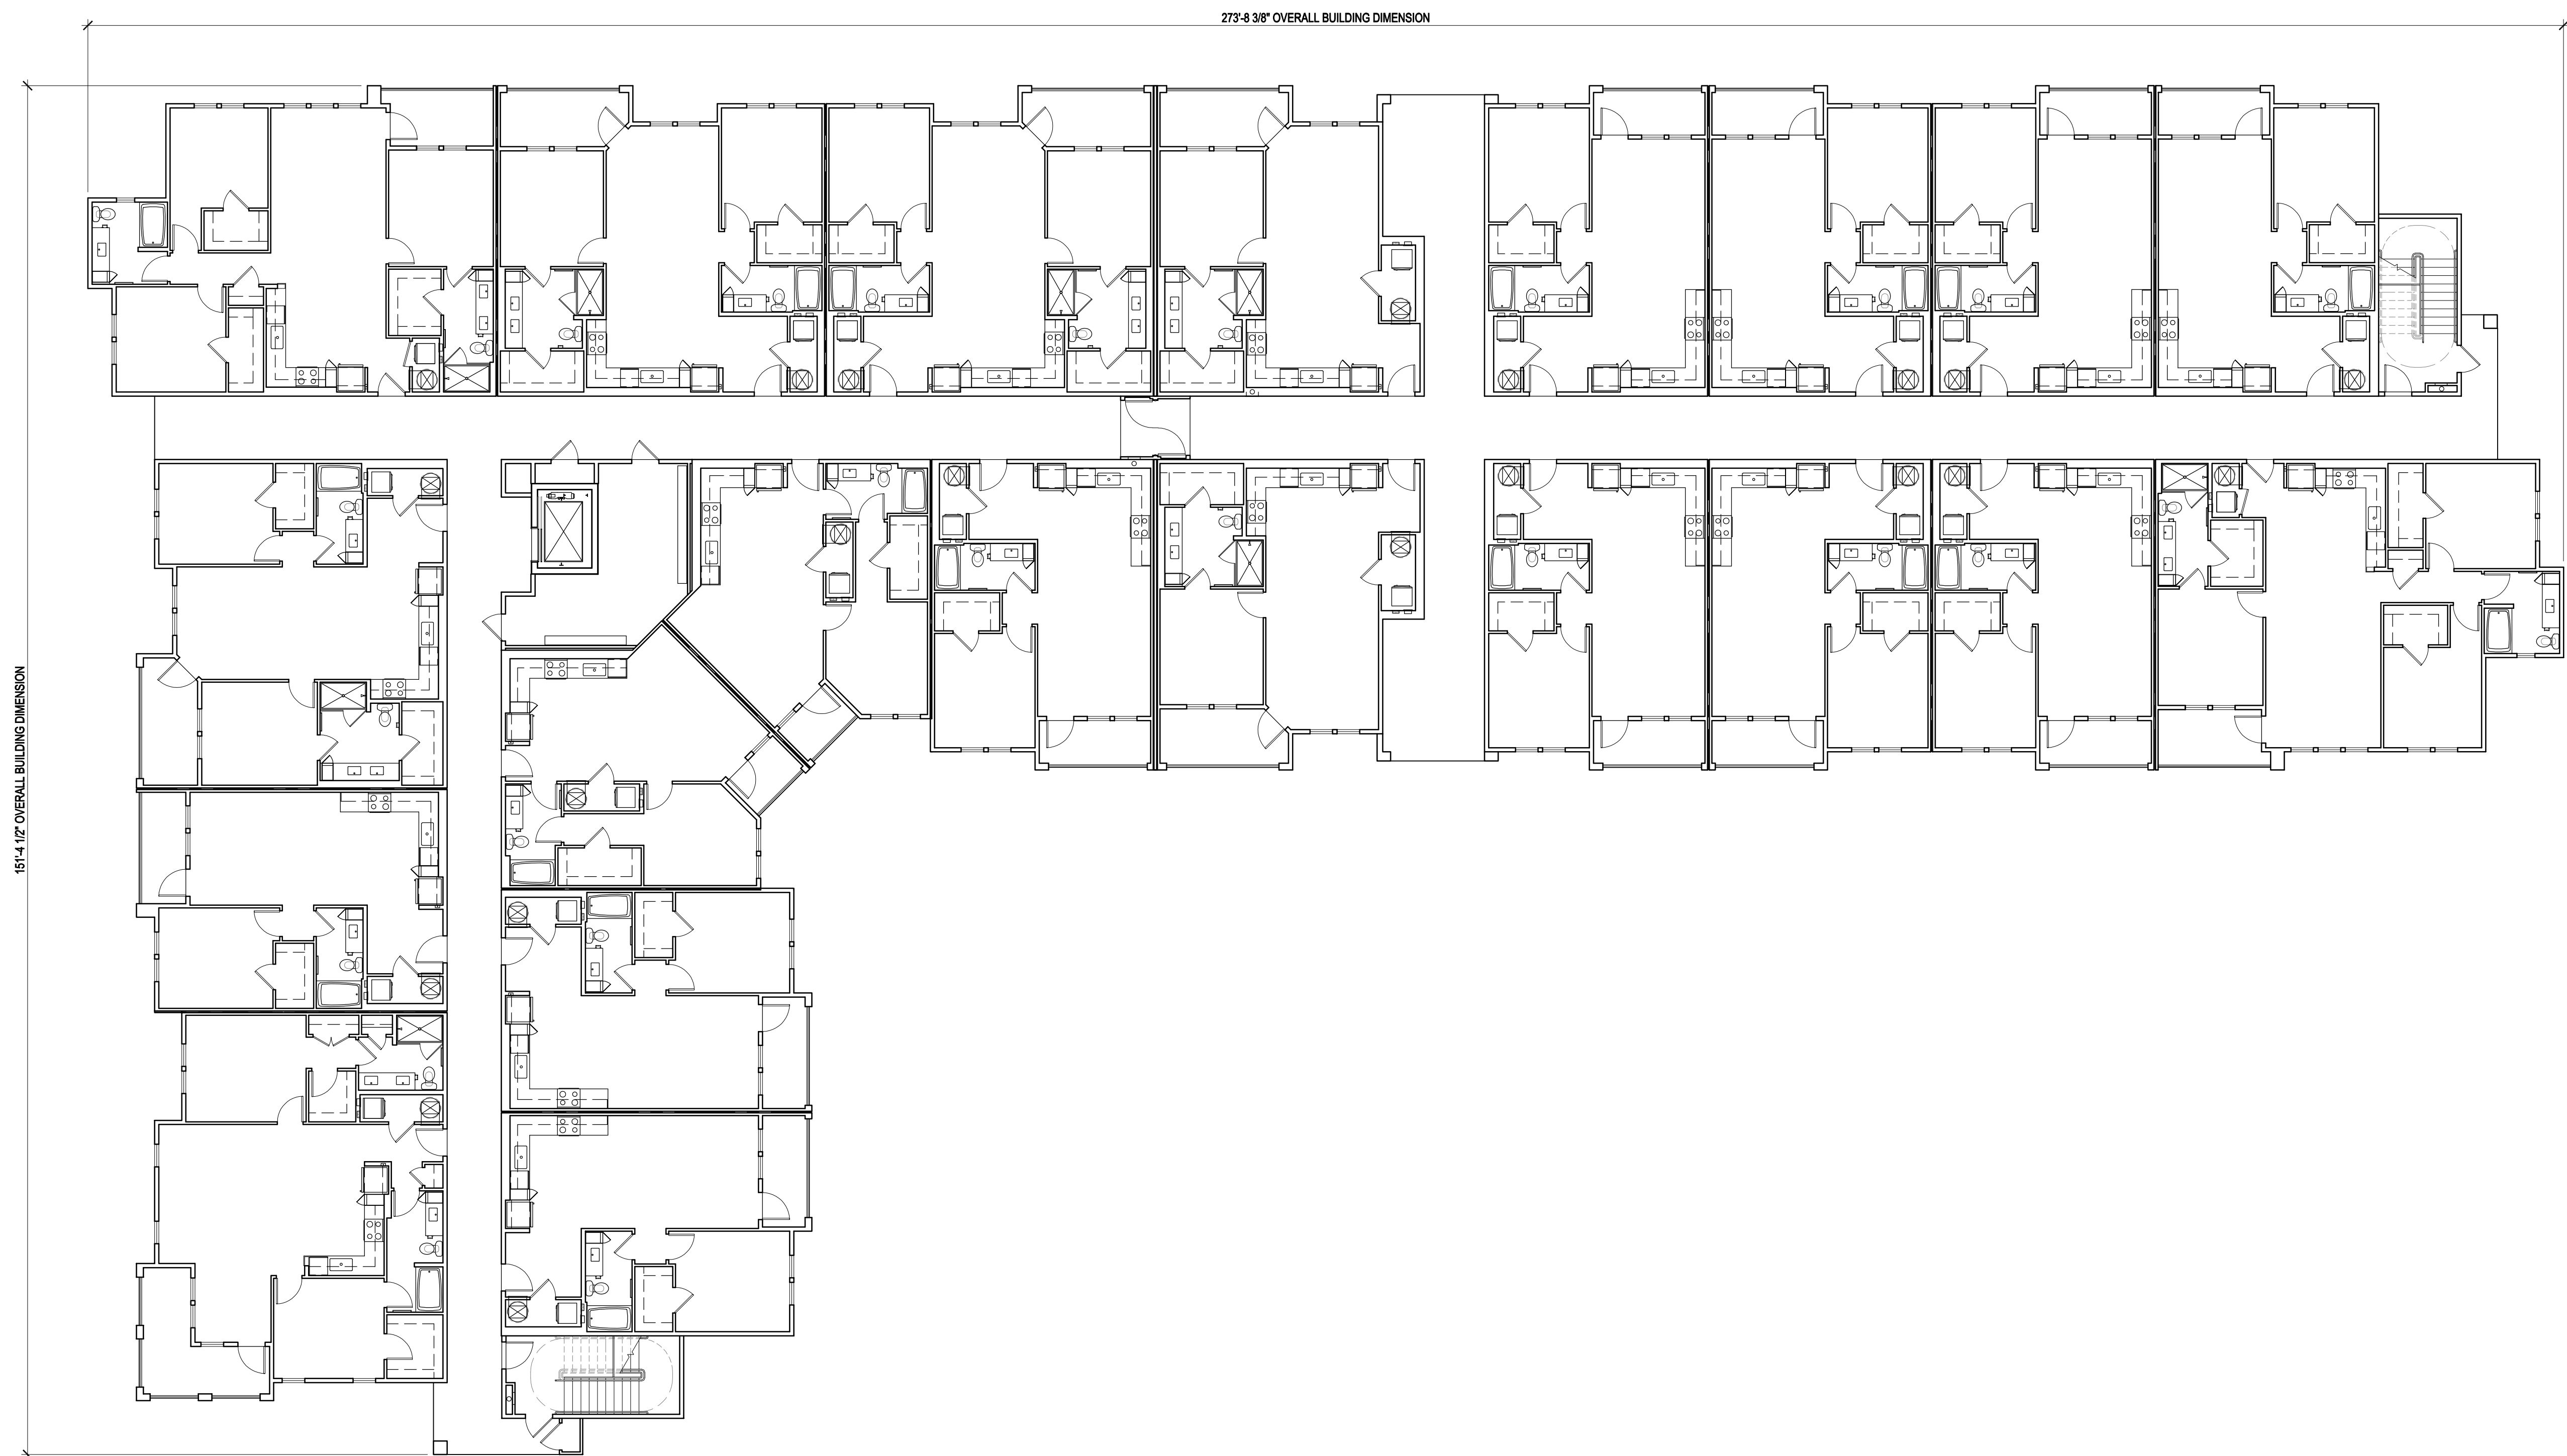 273'-8 3/8" OVERALL BUILDING DIMENSION
151'-4 1/2" OVERALL BUILDING DIMENSION